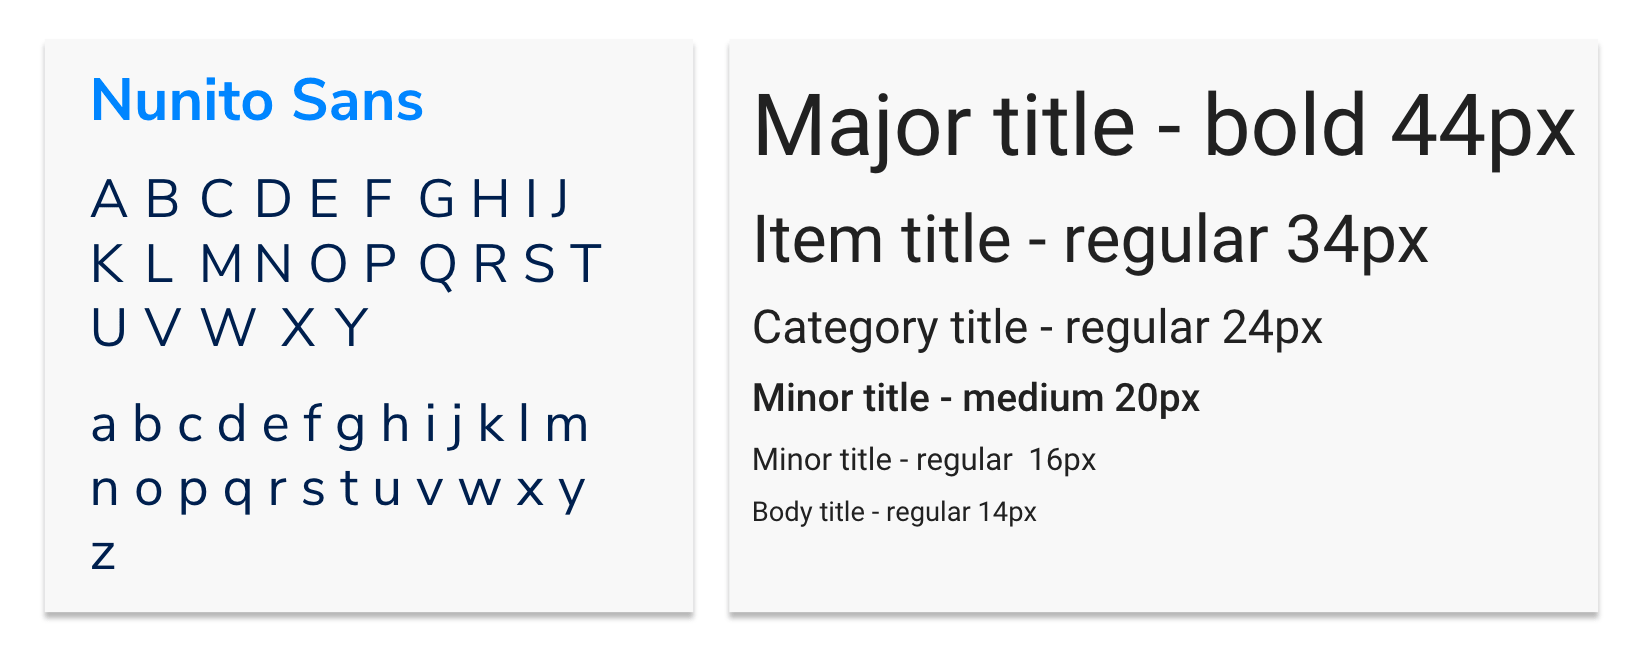 Nunito Sans
A B C D E F G H I J
K L M N O P Q R S T
U V W X Y
a b c d e f g h i j k l m
n o p q r s t u v w x y
z
Major title - bold 44px
Item title - regular 34px
Category title - regular 24px
Minor title - medium 20px
Minor title - regular  16px
Body title - regular 14px